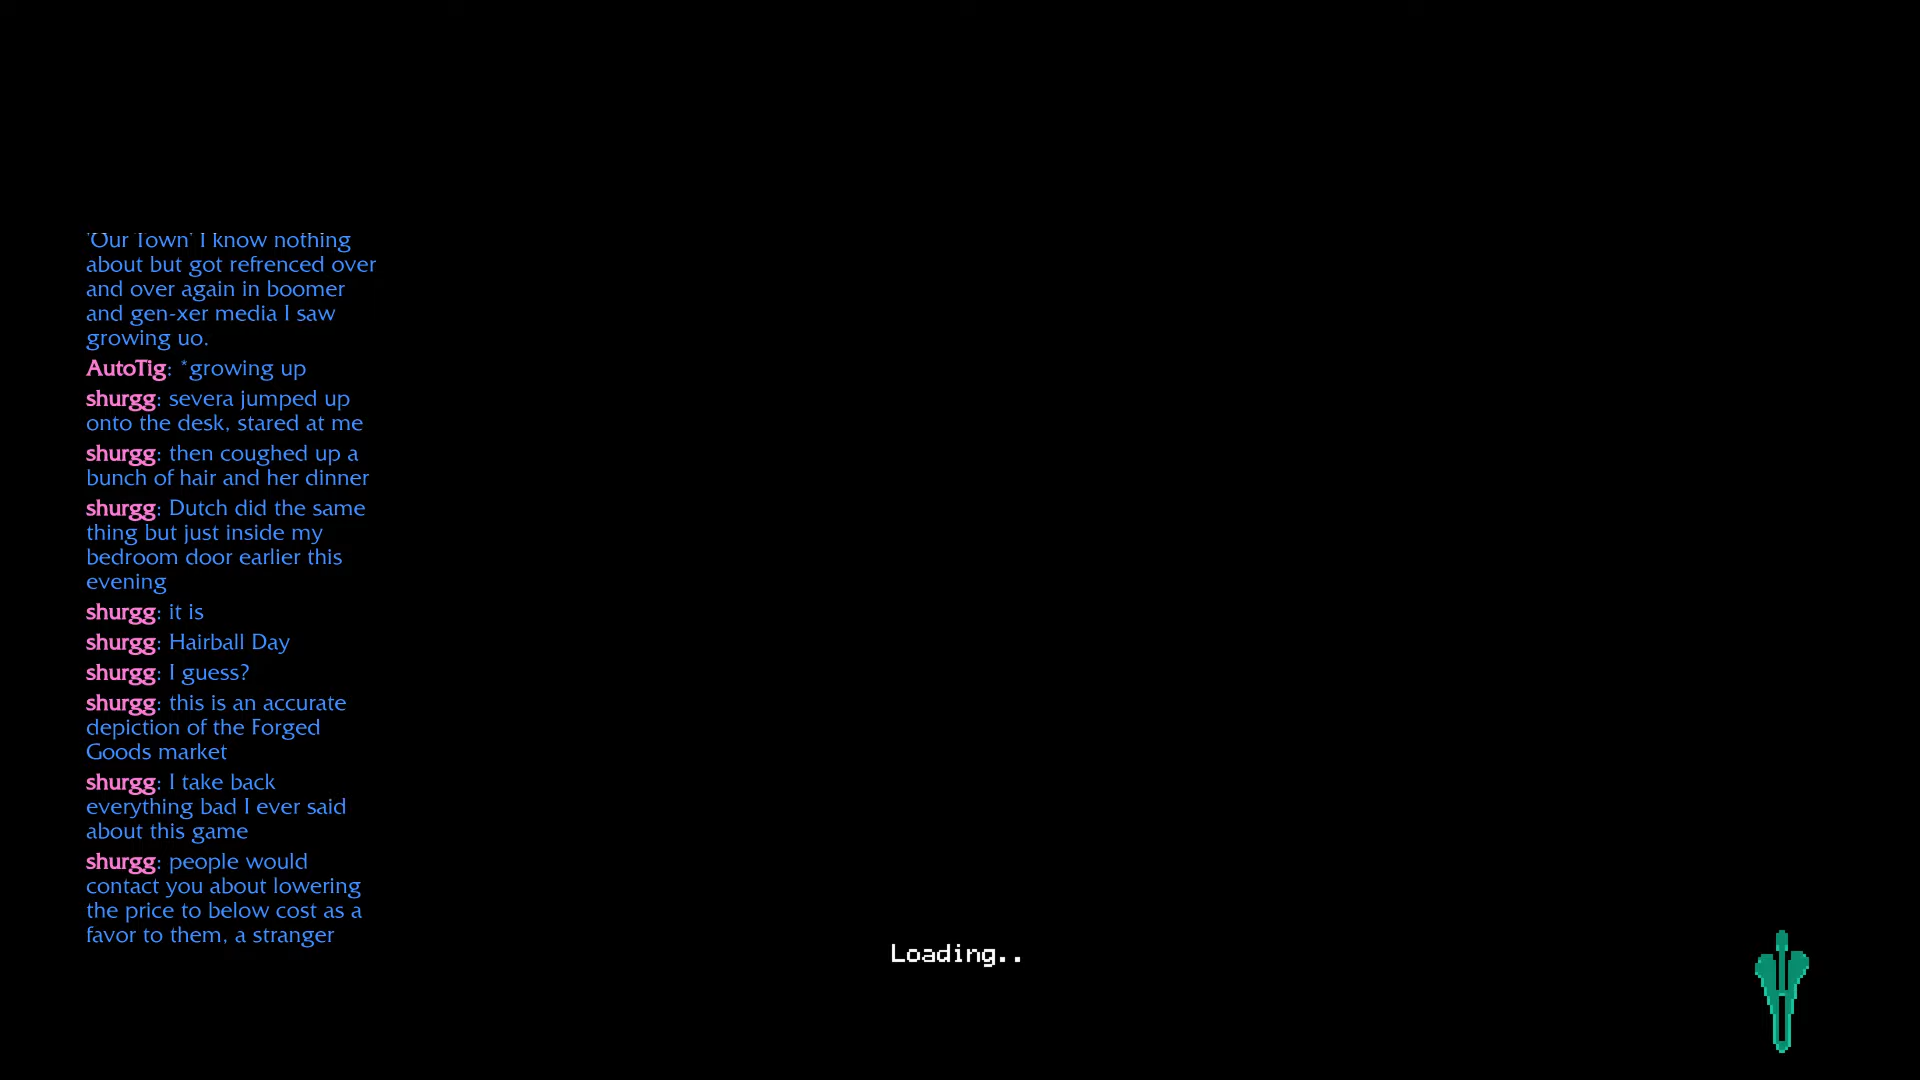 'Our Town' I know nothing
about but got refrenced over
and over again in boomer
and gen-xer media I saw
growing uo.
AutoTig: *growing up
shurgg: severa jumped up
onto the desk, stared at me
shurgg: then coughed up a
bunch of hair and her dinner
shurgg: Dutch did the same
thing but just inside my
bedroom door earlier this
evening
shurgg: it is
shurgg: Hairball Day
shurgg: I guess?
shurgg: this is an accurate
depiction of the Forged
Goods market
shurgg: I take back
everything bad I ever said
about this game
shurgg: people would
contact you about lowering
the price to below cost as a
favor to them, a stranger
Loading..